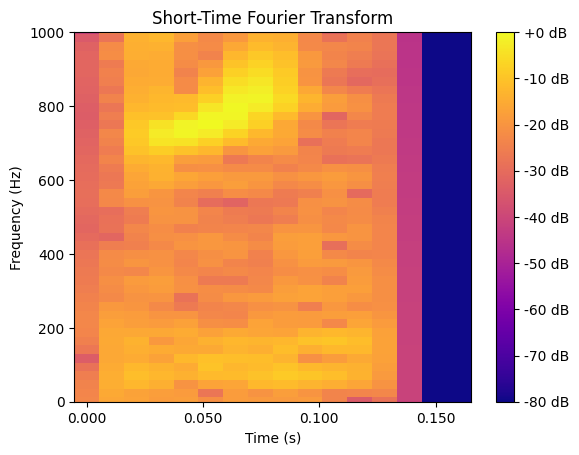 Short-Time Fourier Transform
1000
800
600
400
200
0
Frequency (Hz)
0.000
0.050
0.100
0.150
Time (s)
+0 dB
-10 dB
-20 dB
-30 dB
-40 dB
-50 dB
-60 dB
-70 dB
-80 dB